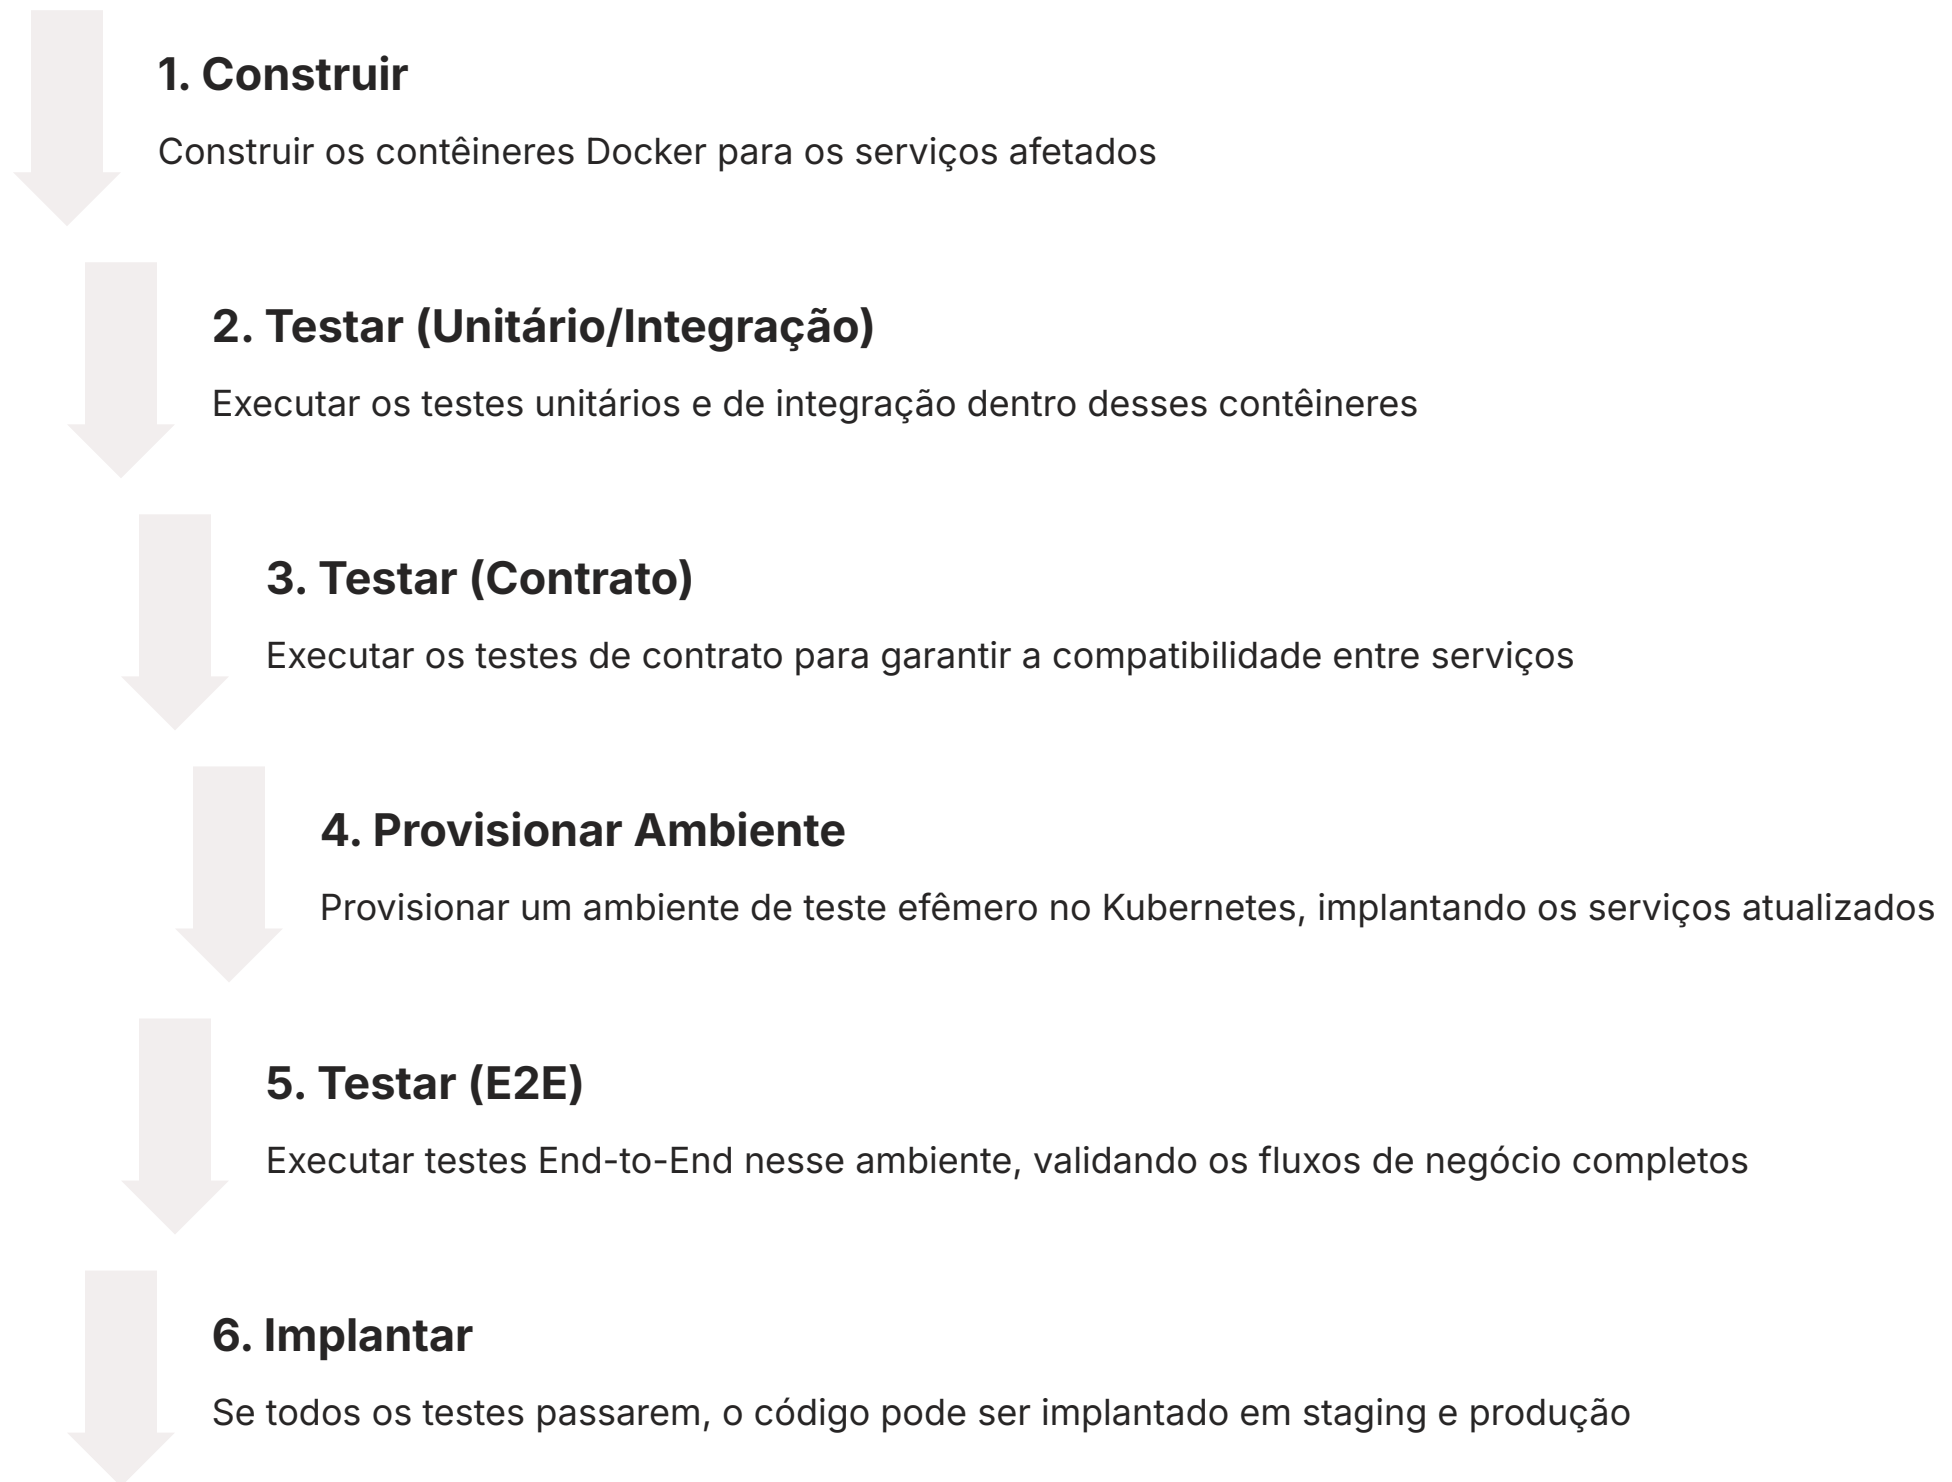 1. Construir
Construir os contêineres Docker para os serviços afetados
2. Testar (Unitário/Integração)
Executar os testes unitários e de integração dentro desses contêineres
3. Testar (Contrato)
Executar os testes de contrato para garantir a compatibilidade entre serviços
4. Provisionar Ambiente
Provisionar um ambiente de teste efêmero no Kubernetes, implantando os serviços atualizados
5. Testar (E2E)
Executar testes End-to-End nesse ambiente, validando os fluxos de negócio completos
6. Implantar
Se todos os testes passarem, o código pode ser implantado em staging e produção